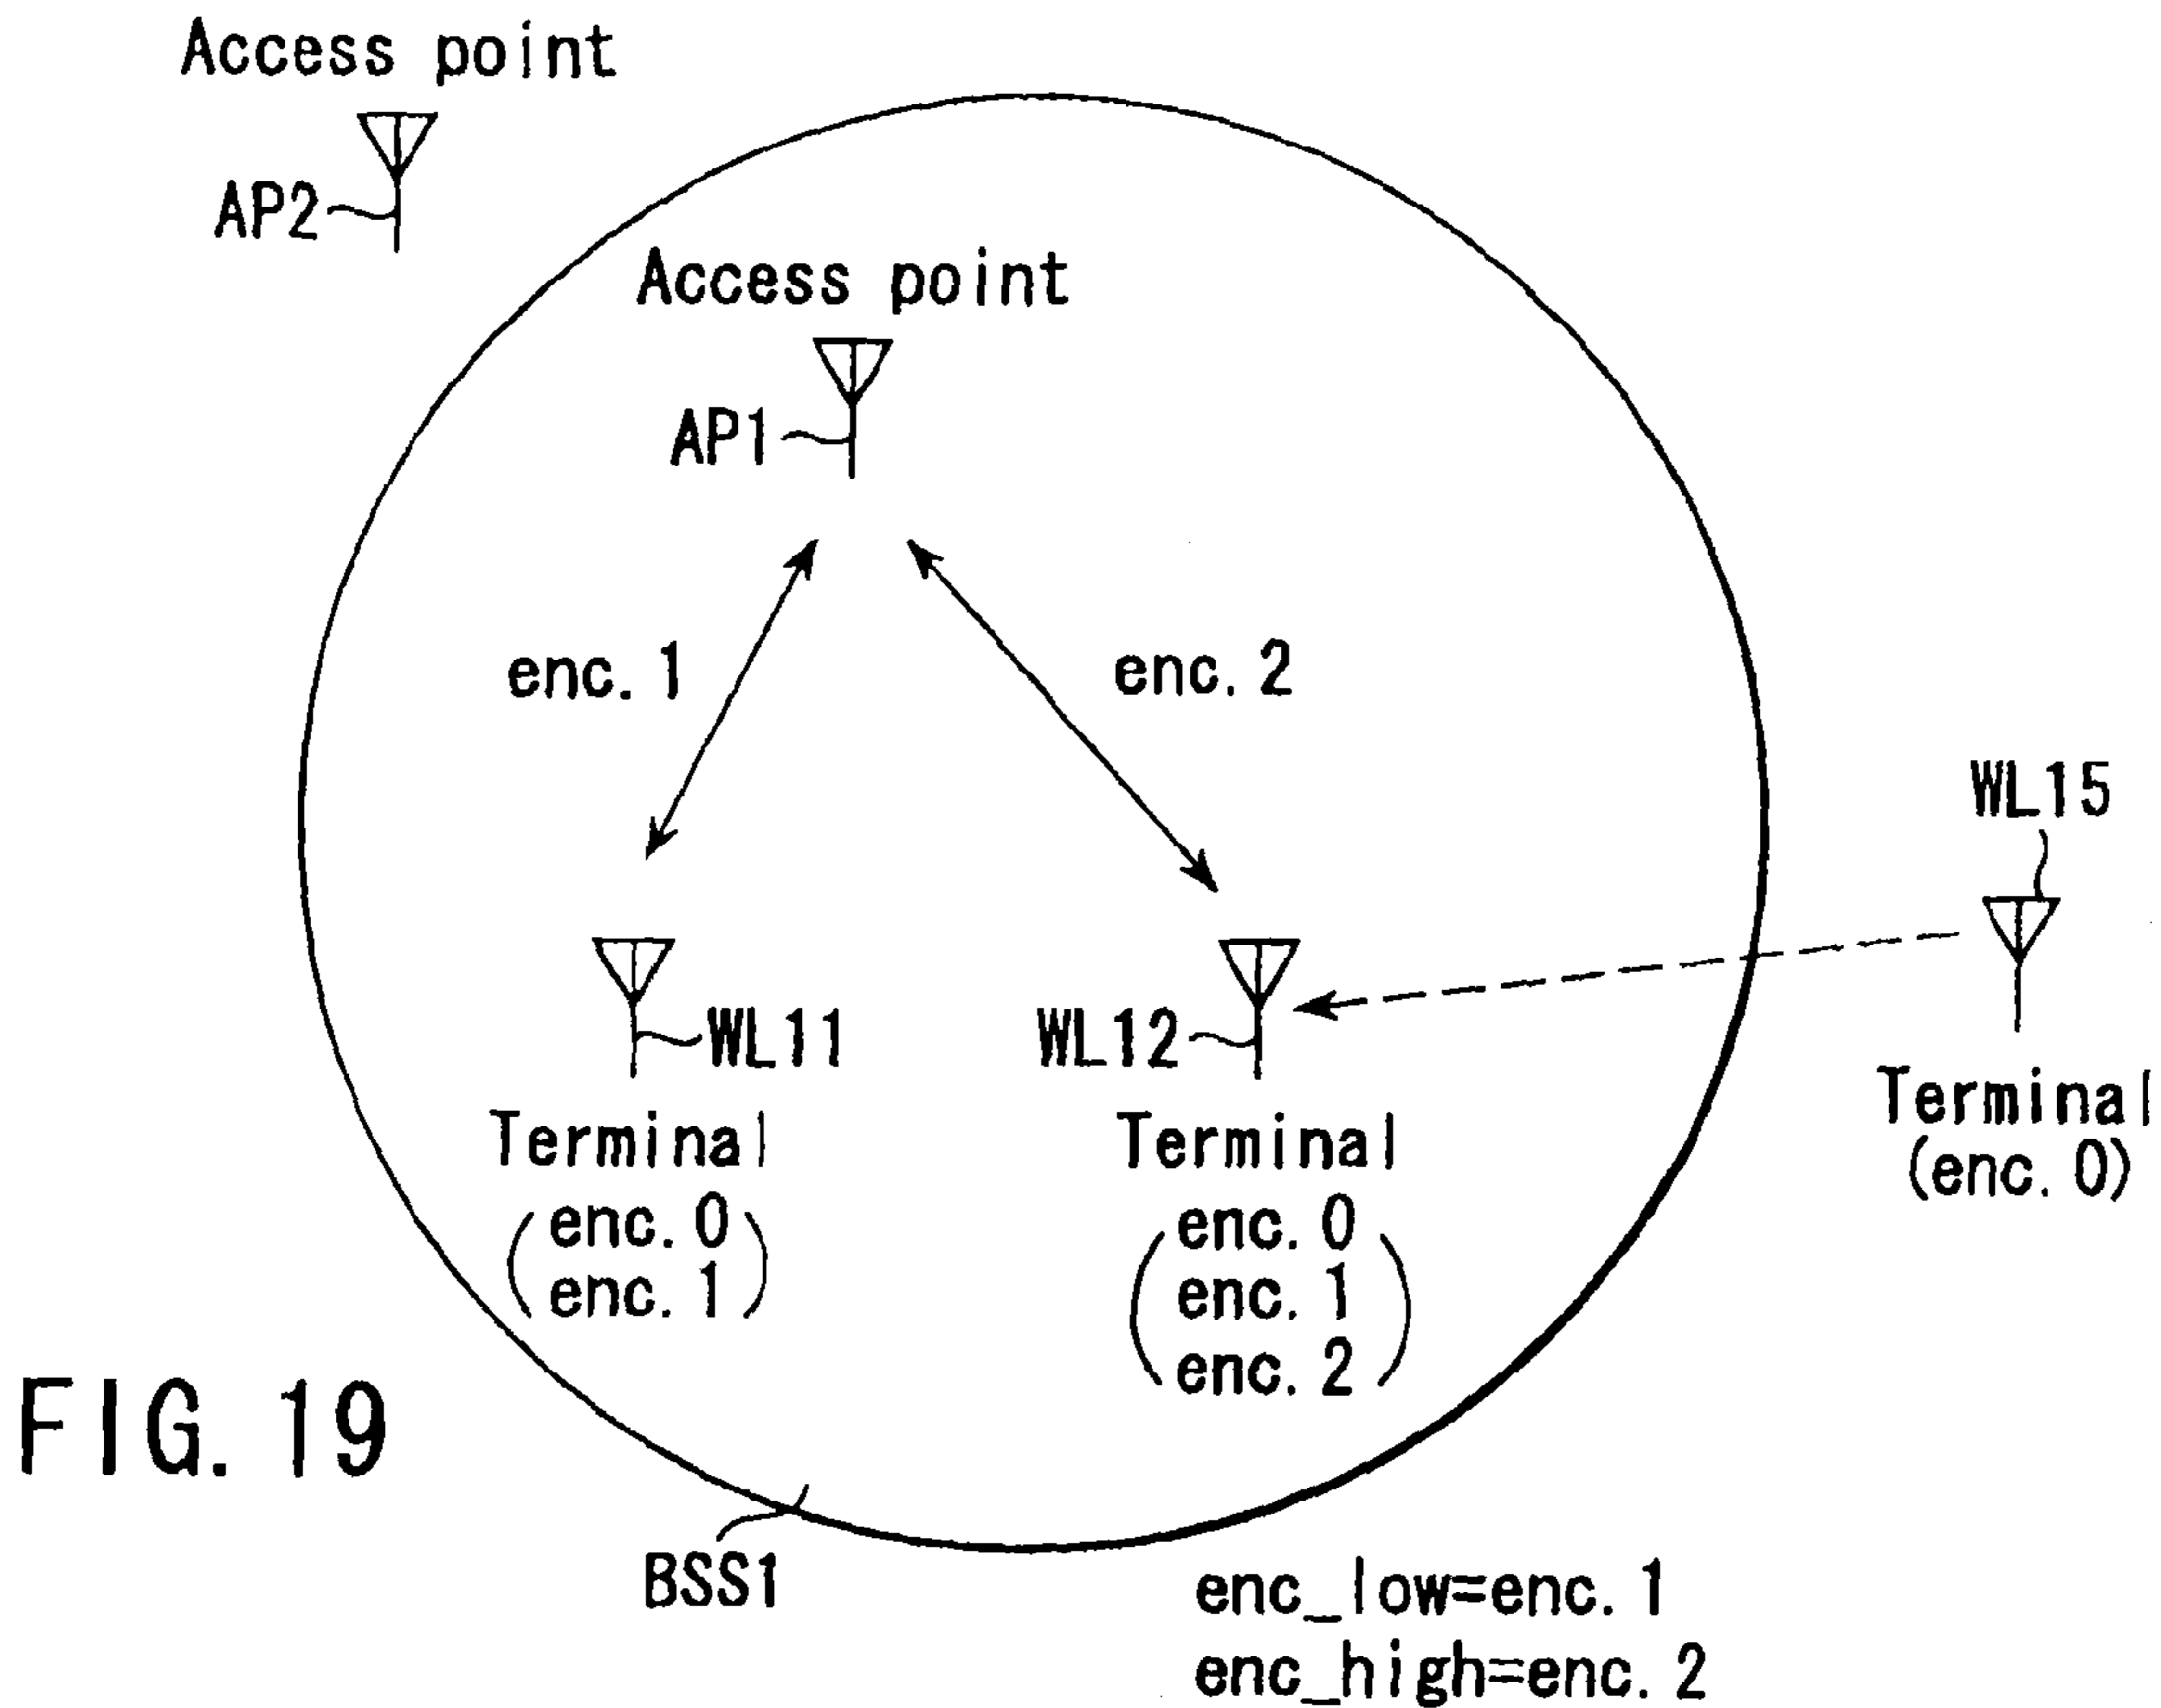 Access point
AP2
Access point
AP1
enc. 1
enc. 2
WL15
WL11
WL12
Terminal
(enc. 0)
Terminal
(enc. 0
enc. 1)
Terminal
(enc. 0
enc. 1
enc. 2)
FIG. 19
BSS1
enc_low=enc. 1
enc_high=enc. 2